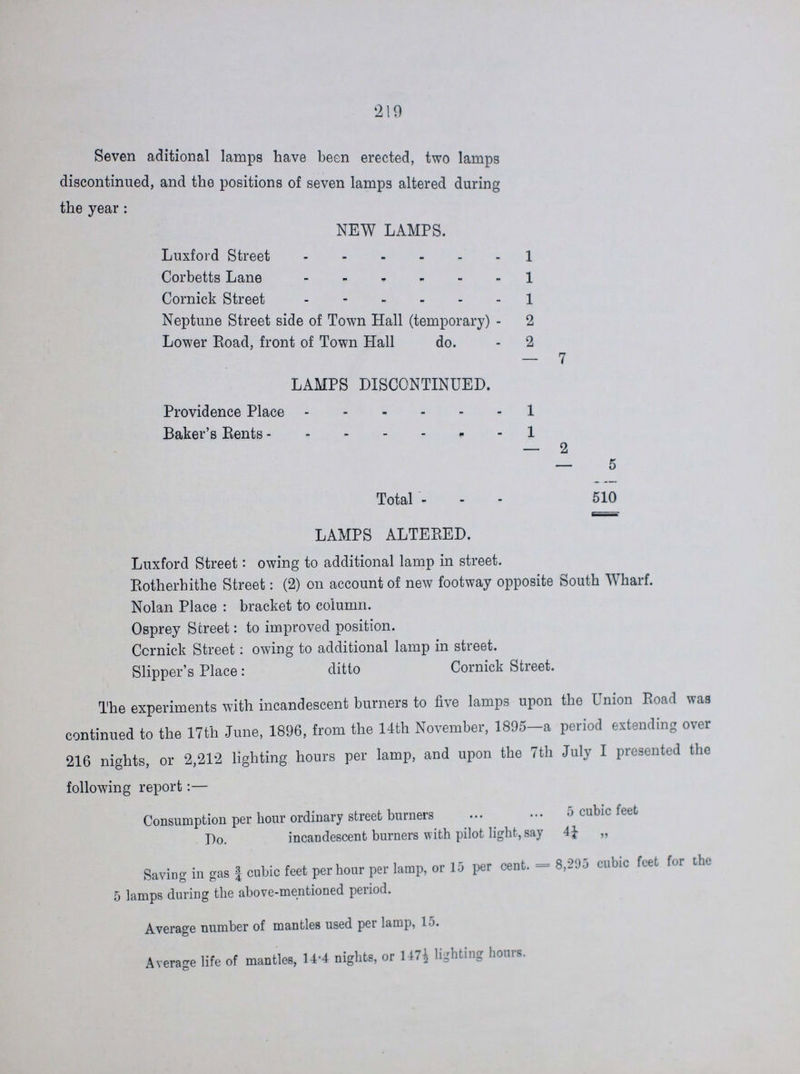 219
Seven aditional lamps have been erected, two lamps
discontinued, and the positions of seven lamps altered during
the year :
NEW LAMPS.
Luxford Street - - - - - - 1
Corbetts Lane - - - - - - 1
Cornick Street - - - - - - 1
Neptune Street side of Town Hall (temporary) - 2
Lower Road, front of Town Hall do. - 2
— 7
LAMPS DISCONTINUED.
Providence Place - - - - - - 1
Baker's Rents - - - - - - - 1
— 2
— 5
Total - - - 510
LAMPS ALTERED.
Luxford Street : owing to additional lamp in street.
Rotherhithe Street : (2) on account of new footway opposite South Wharf.
Nolan Place : bracket to column.
Osprey Street : to improved position.
Cornick Street : owing to additional lamp in street.
Slipper's Place : ditto Cornick Street.
The experiments with incandescent burners to five lamps upon the Union Road was
continued to the 17th June, 1896, from the 14th November, 1895—a period extending over
216 nights, or 2,212 lighting hours per lamp, and upon the 7th July I presented the
following report :—
Consumption per hour ordinary street burners ... ... 5 cubic feet
Do. incandescent burners with pilot light, say 4¼ „
Saving in gas ¾ cubic feet per hour per lamp, or 15 per cent. = 8,295 cubic feet for the
5 lamps during the above-mentioned period.
Average number of mantles used per lamp, 15.
Average life of mantles, 14·4 nights, or 147½ lighting hours.